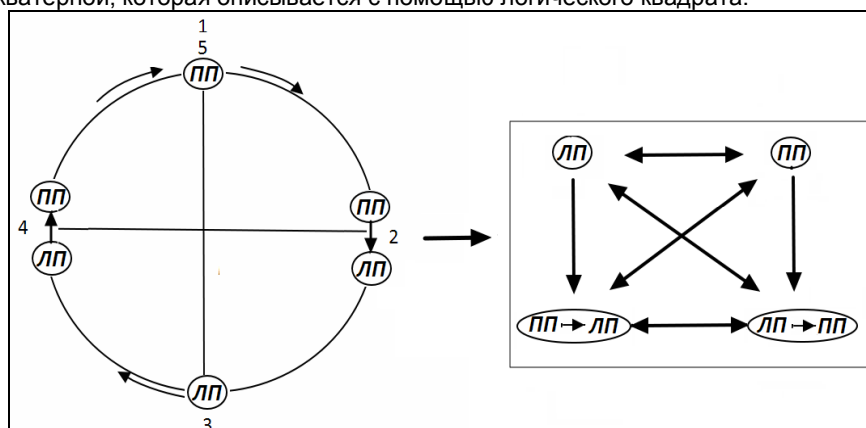 кватерной, которая описывается с помощью логического квадрата.
1
5
ПП
ЛП
ПП
ПП
ПП
4
2
ЛП
ЛП
ПП → ЛП
ЛП → ПП
ЛП
3